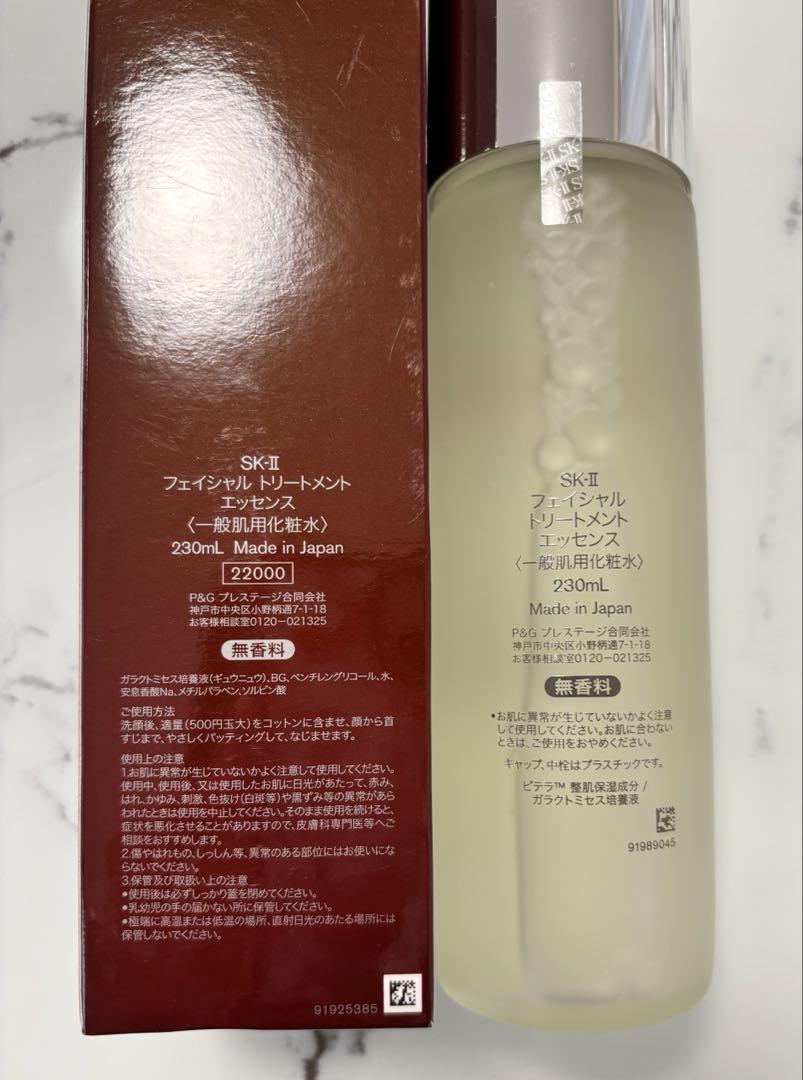 SK-Ⅱ
フェイシャル トリートメント
エッセンス
〈一般肌用化粧水〉
230mL Made in Japan
22000
P&G プレステージ合同会社
神戸市中央区小野柄通7-1-18
お客様相談室0120-021325
無香料
ガラクトミセス培養液(ギュウニュウ)、BG、ペンチレングリコール、水、
安息香酸Na、メチルパラベン、ソルビン酸
ご使用方法
洗顔後、適量(500円玉大)をコットンに含ませ、顔から首
すじまで、やさしくパッティングして、なじませます。
使用上の注意
1.お肌に異常が生じていないかよく注意して使用してください。
使用中、使用後、又は使用したお肌に日光があたって、赤み、
はれ、かゆみ、刺激、色抜け(白斑等)や黒ずみ等の異常があら
われたときは使用を中止してください。そのまま使用を続けると、
症状を悪化させることがありますので、皮膚科専門医等へご
相談をおすすめします。
2.傷やはれもの、しっしん等、異常のある部位にはお使いにな
らないでください。
3.保管及び取扱い上の注意
●使用後は必ずしっかり蓋を閉めてください。
●乳幼児の手の届かない所に保管してください。
●極端に高温または低温の場所、直射日光のあたる場所には
保管しないでください。
91925385
SK-Ⅱ
フェイシャル
トリートメント
エッセンス
〈一般肌用化粧水〉
230mL
Made in Japan
P&G プレステージ合同会社
神戸市中央区小野柄通7-1-18
お客様相談室0120-021325
無香料
●お肌に異常が生じていないかよく注意
して使用してください。お肌に合わない
ときは、ご使用をおやめください。
キャップ、中栓はプラスチックです。
ピテラ™ 整肌保湿成分/
ガラクトミセス培養液
91989045